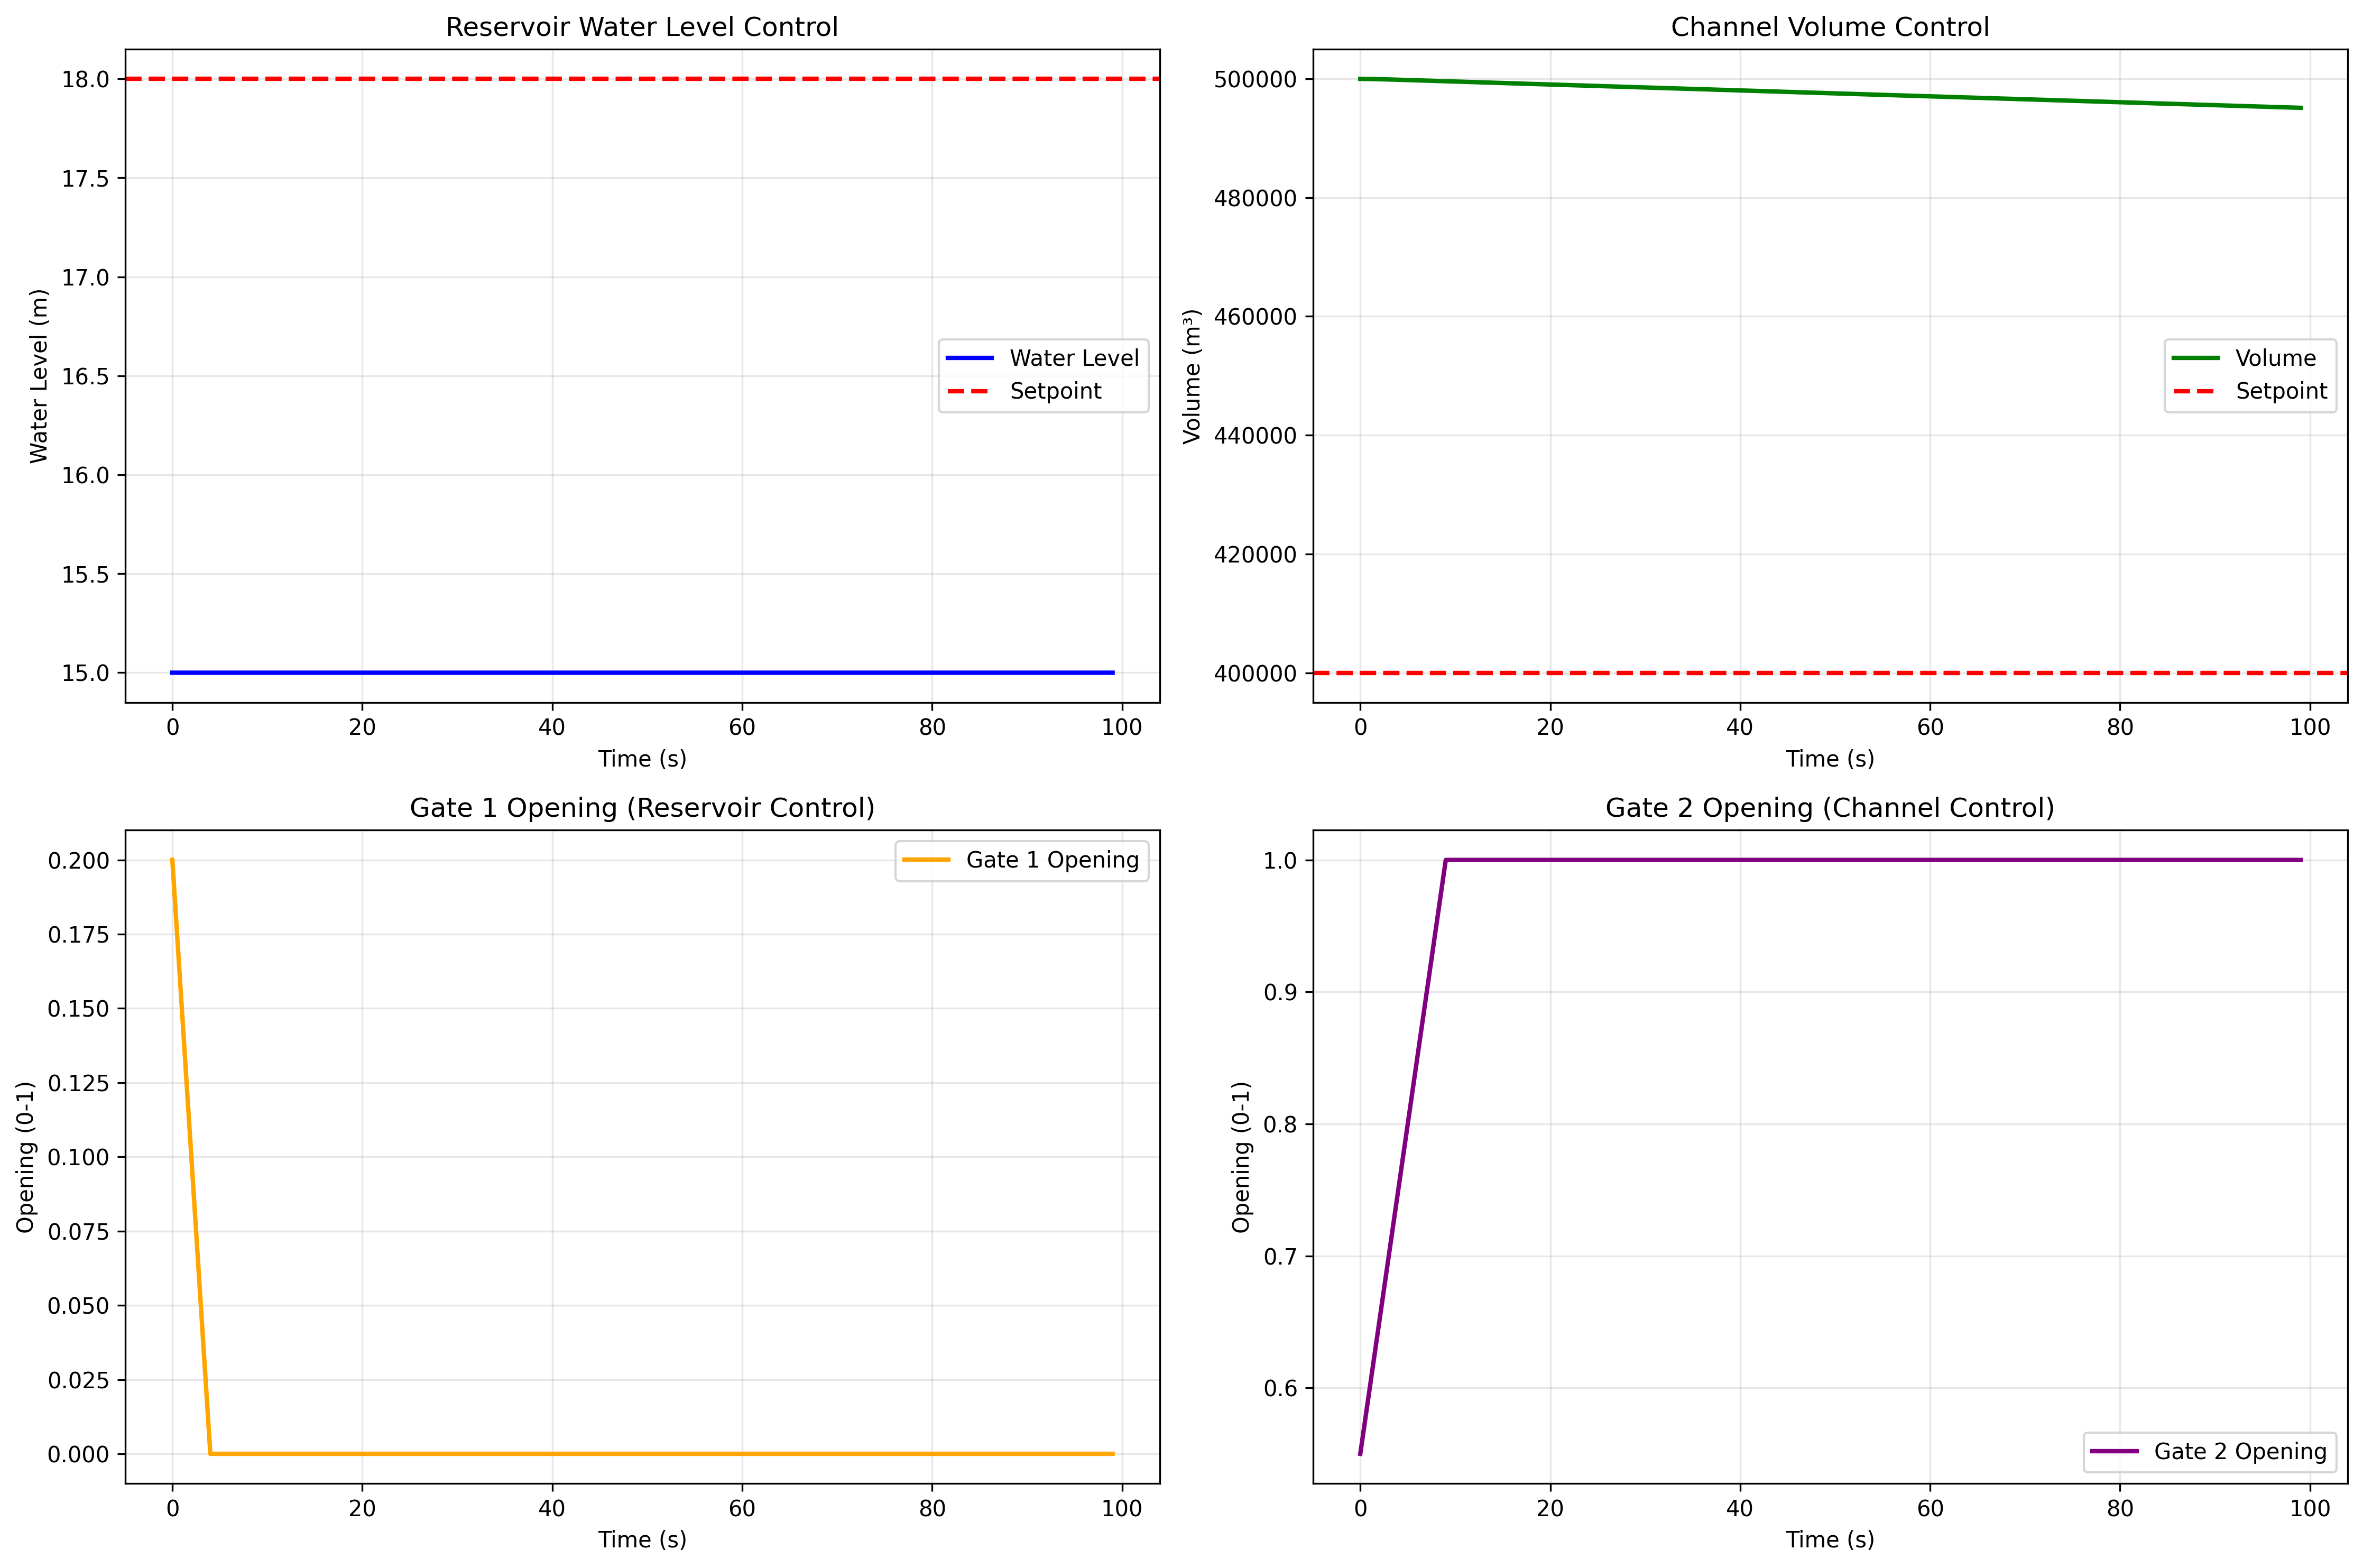 Reservoir Water Level Control
Water Level (m)
18.0
17.5
17.0
16.5
16.0
15.5
15.0
Water Level
Setpoint
0 20 40 60 80 100
Time (s)
Channel Volume Control
Volume (m³)
500000
480000
460000
440000
420000
400000
Volume
Setpoint
0 20 40 60 80 100
Time (s)
Gate 1 Opening (Reservoir Control)
Opening (0-1)
0.200
0.175
0.150
0.125
0.100
0.075
0.050
0.025
0.000
Gate 1 Opening
0 20 40 60 80 100
Time (s)
Gate 2 Opening (Channel Control)
Opening (0-1)
1.0
0.9
0.8
0.7
0.6
Gate 2 Opening
0 20 40 60 80 100
Time (s)